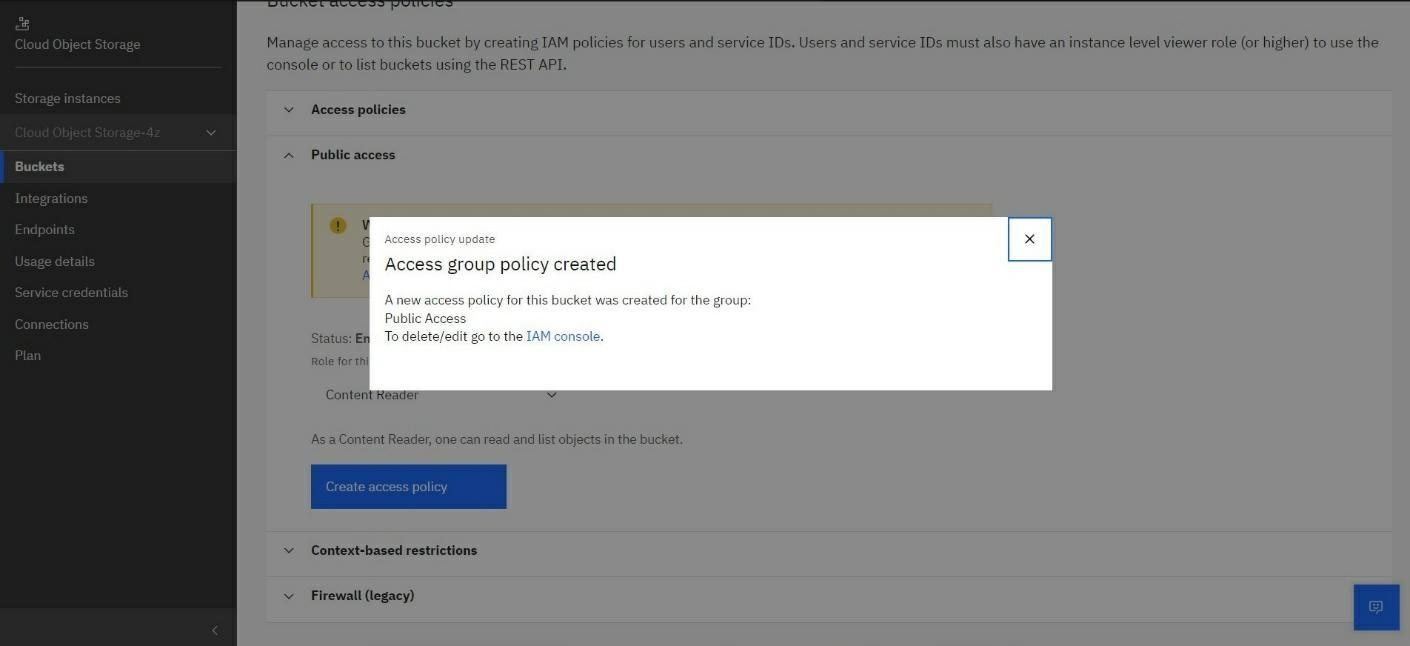 Bucket access policies
Cloud Object Storage
Manage access to this bucket by creating IAM policies for users and service IDs. Users and service IDs must also have an instance level viewer role (or higher) to use the
console or to list buckets using the REST API.
Storage instances
Cloud Object Storage-4z
Buckets
Integrations
Endpoints
Usage details
Service credentials
Connections
Plan
Access policies
Public access
Access policy update
Access group policy created
A new access policy for this bucket was created for the group:
Public Access
To delete/edit go to the IAM console.
Status:
Role for
Content Reader
As a Content Reader, one can read and list objects in the bucket.
Create access policy
Context-based restrictions
Firewall (legacy)